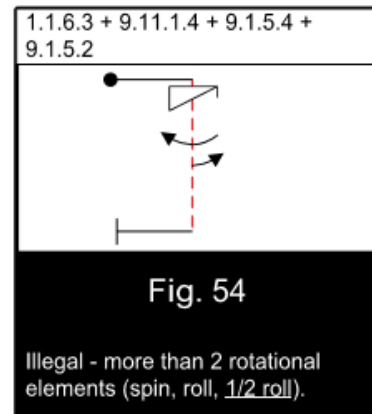 1.1.6.3 + 9.11.1.4 + 9.1.5.4 +
9.1.5.2
Fig. 54
Illegal - more than 2 rotational
elements (spin, roll, 1/2 roll).